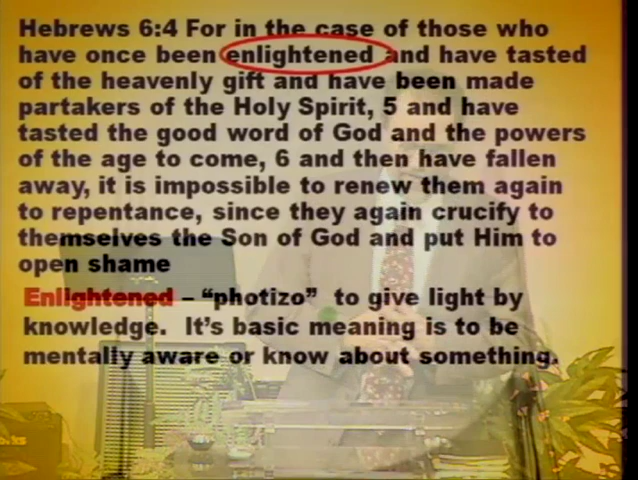 Hebrews 6:4 For in the case of those who
have once been enlightened and have tasted
of the heavenly gift and have been made
partakers of the Holy Spirit, 5 and have
tasted the good word of God and the powers
of the age to come, 6 and then have fallen
away, it is impossible to renew them again
to repentance, since they again crucify to
themselves the Son of God and put Him to
open shame
Enlightened – “photizo” to give light by
knowledge. It’s basic meaning is to be
mentally aware or know about something.